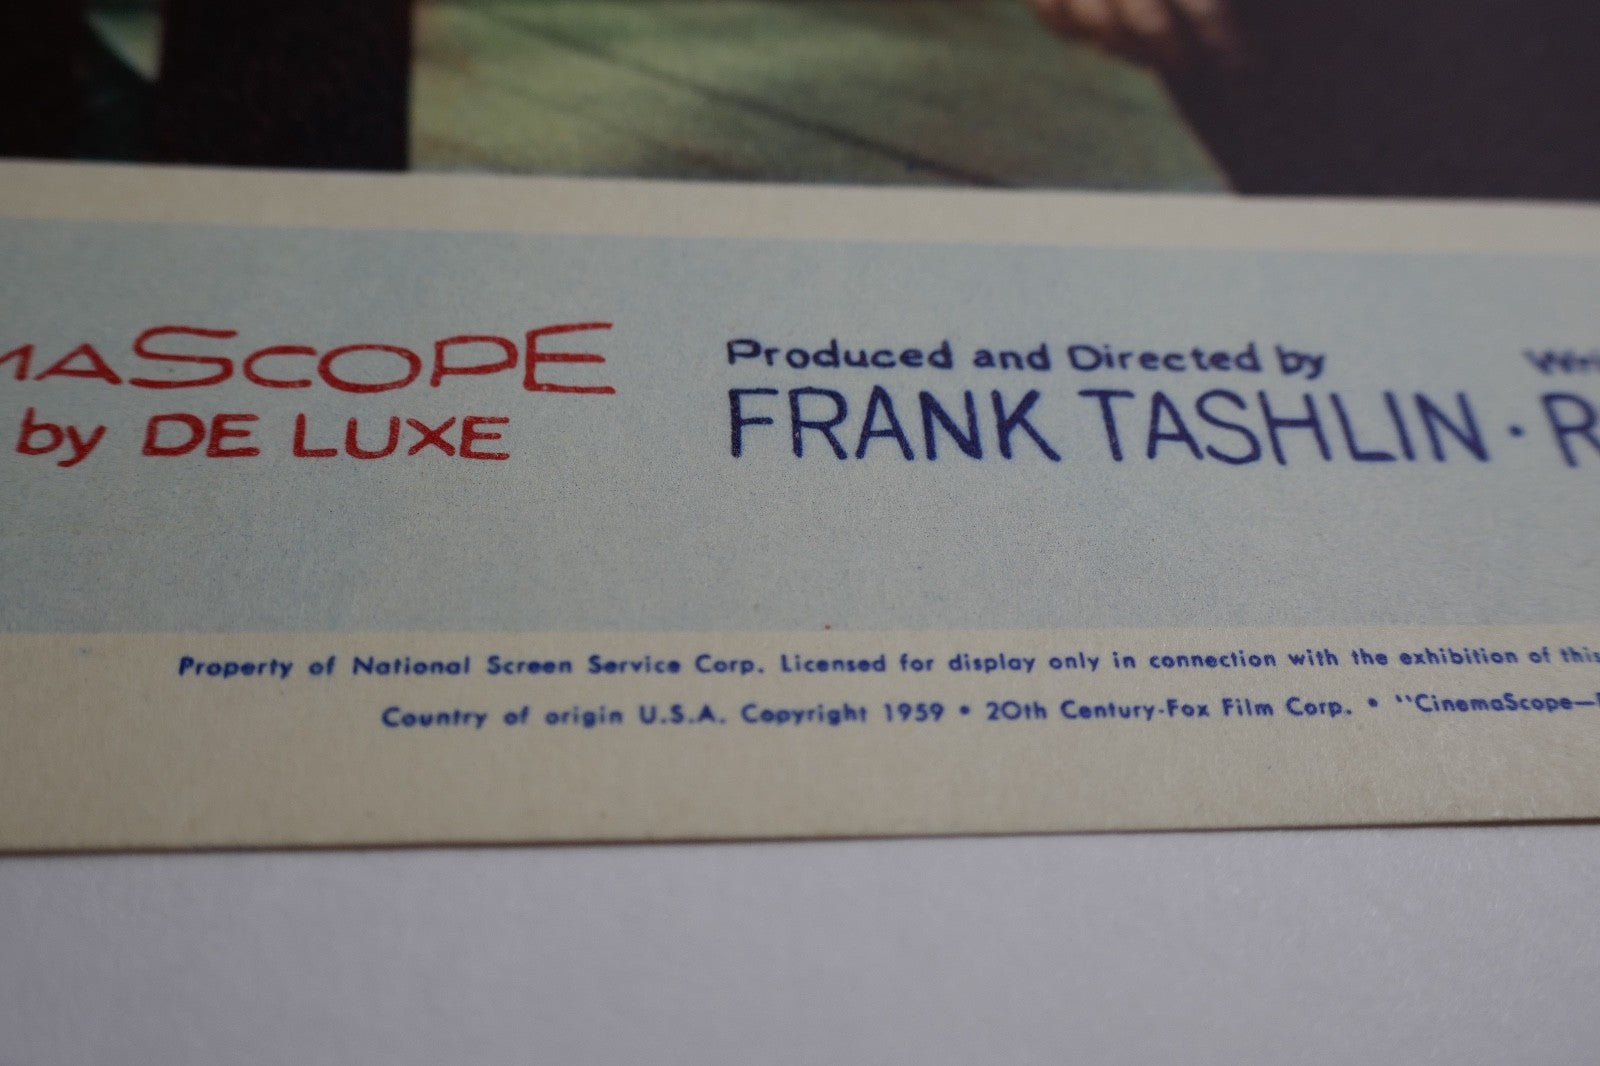 MASCOPE
by DE LUXE
Produced and Directed by
FRANK TASHLIN · R
Property of National Screen Service Corp. Licensed for display only in connection with the exhibition of this
Country of origin U.S.A. Copyright 1959 • 20th Century-Fox Film Corp. • "CinemaScope—